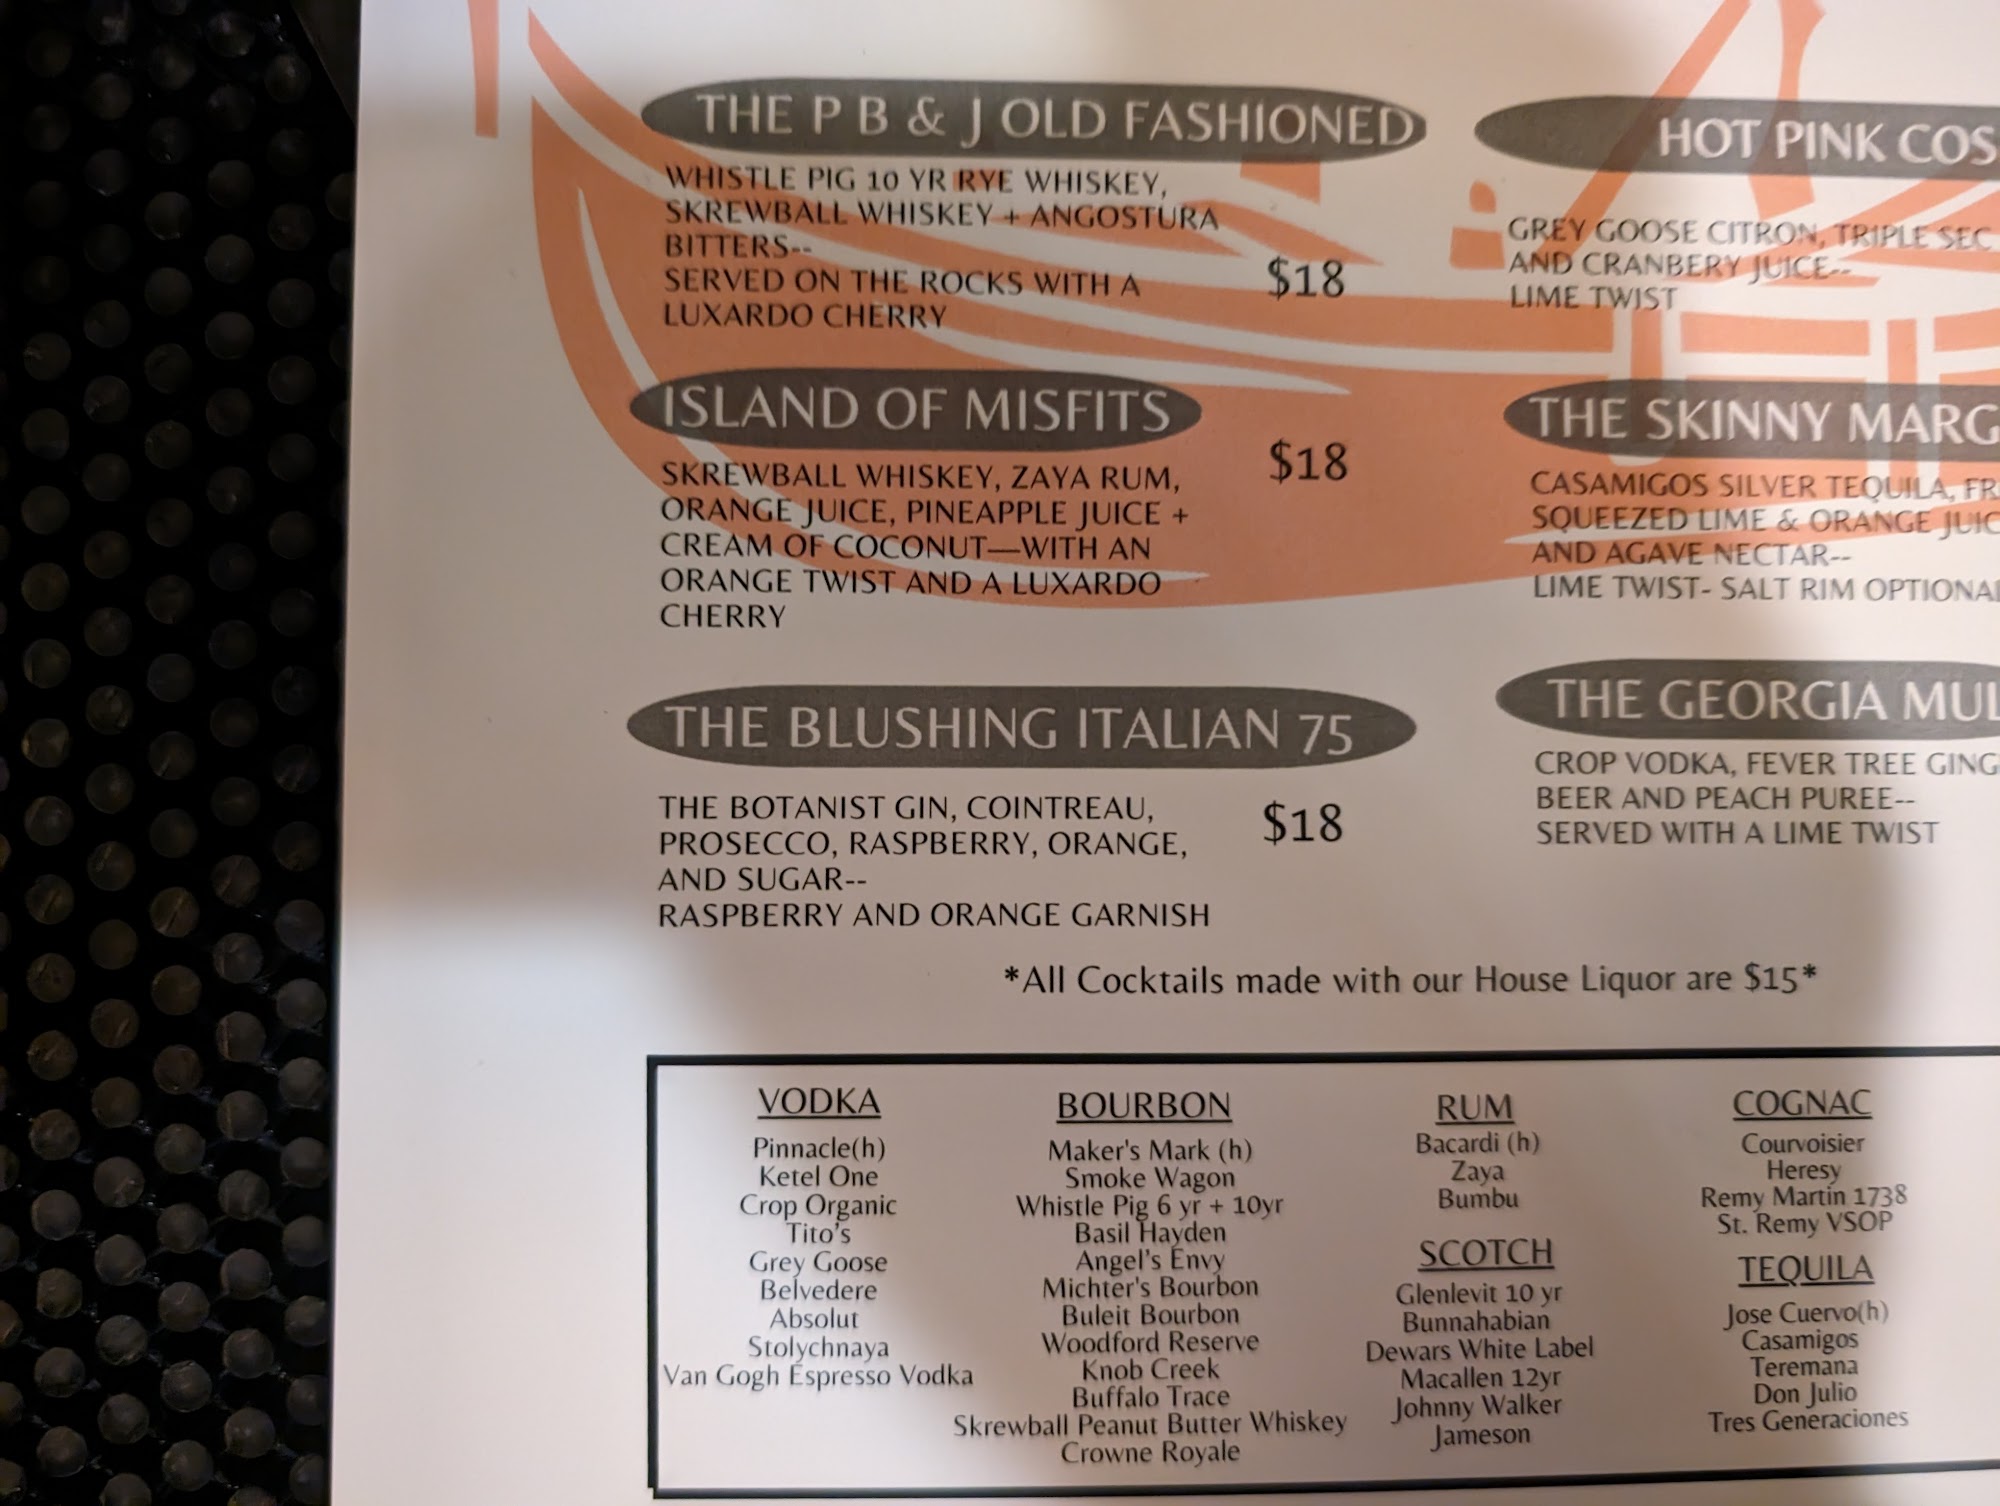 THE P B & J OLD FASHIONED
WHISTLE PIG 10 YR RYE WHISKEY,
SKREWBALL WHISKEY + ANGOSTURA
BITTERS--
SERVED ON THE ROCKS WITH A
LUXARDO CHERRY
$18
ISLAND OF MISFITS
SKREWBALL WHISKEY, ZAYA RUM,
ORANGE JUICE, PINEAPPLE JUICE +
CREAM OF COCONUT—WITH AN
ORANGE TWIST AND A LUXARDO
CHERRY
$18
THE BLUSHING ITALIAN 75
THE BOTANIST GIN, COINTREAU,
PROSECCO, RASPBERRY, ORANGE,
AND SUGAR--
RASPBERRY AND ORANGE GARNISH
$18
HOT PINK COS
GREY GOOSE CITRON, TRIPLE SEC
AND CRANBERY JUICE--
LIME TWIST
THE SKINNY MARG
CASAMIGOS SILVER TEQUILA, FR
SQUEEZED LIME & ORANGE JUIC
AND AGAVE NECTAR--
LIME TWIST- SALT RIM OPTIONA
THE GEORGIA MUL
CROP VODKA, FEVER TREE GING
BEER AND PEACH PUREE--
SERVED WITH A LIME TWIST
*All Cocktails made with our House Liquor are $15*
VODKA
Pinnacle(h)
Ketel One
Crop Organic
Tito's
Grey Goose
Belvedere
Absolut
Stolychnaya
Van Gogh Espresso Vodka
BOURBON
Maker's Mark (h)
Smoke Wagon
Whistle Pig 6 yr + 10yr
Basil Hayden
Angel's Envy
Michter's Bourbon
Buleit Bourbon
Woodford Reserve
Knob Creek
Buffalo Trace
Skrewball Peanut Butter Whiskey
Crowne Royale
RUM
Bacardi (h)
Zaya
Bumbu
SCOTCH
Glenlevit 10 yr
Bunnahabian
Dewars White Label
Macallen 12yr
Johnny Walker
Jameson
COGNAC
Courvoisier
Heresy
Remy Martin 1738
St. Remy VSOP
TEQUILA
Jose Cuervo(h)
Casamigos
Teremana
Don Julio
Tres Generaciones